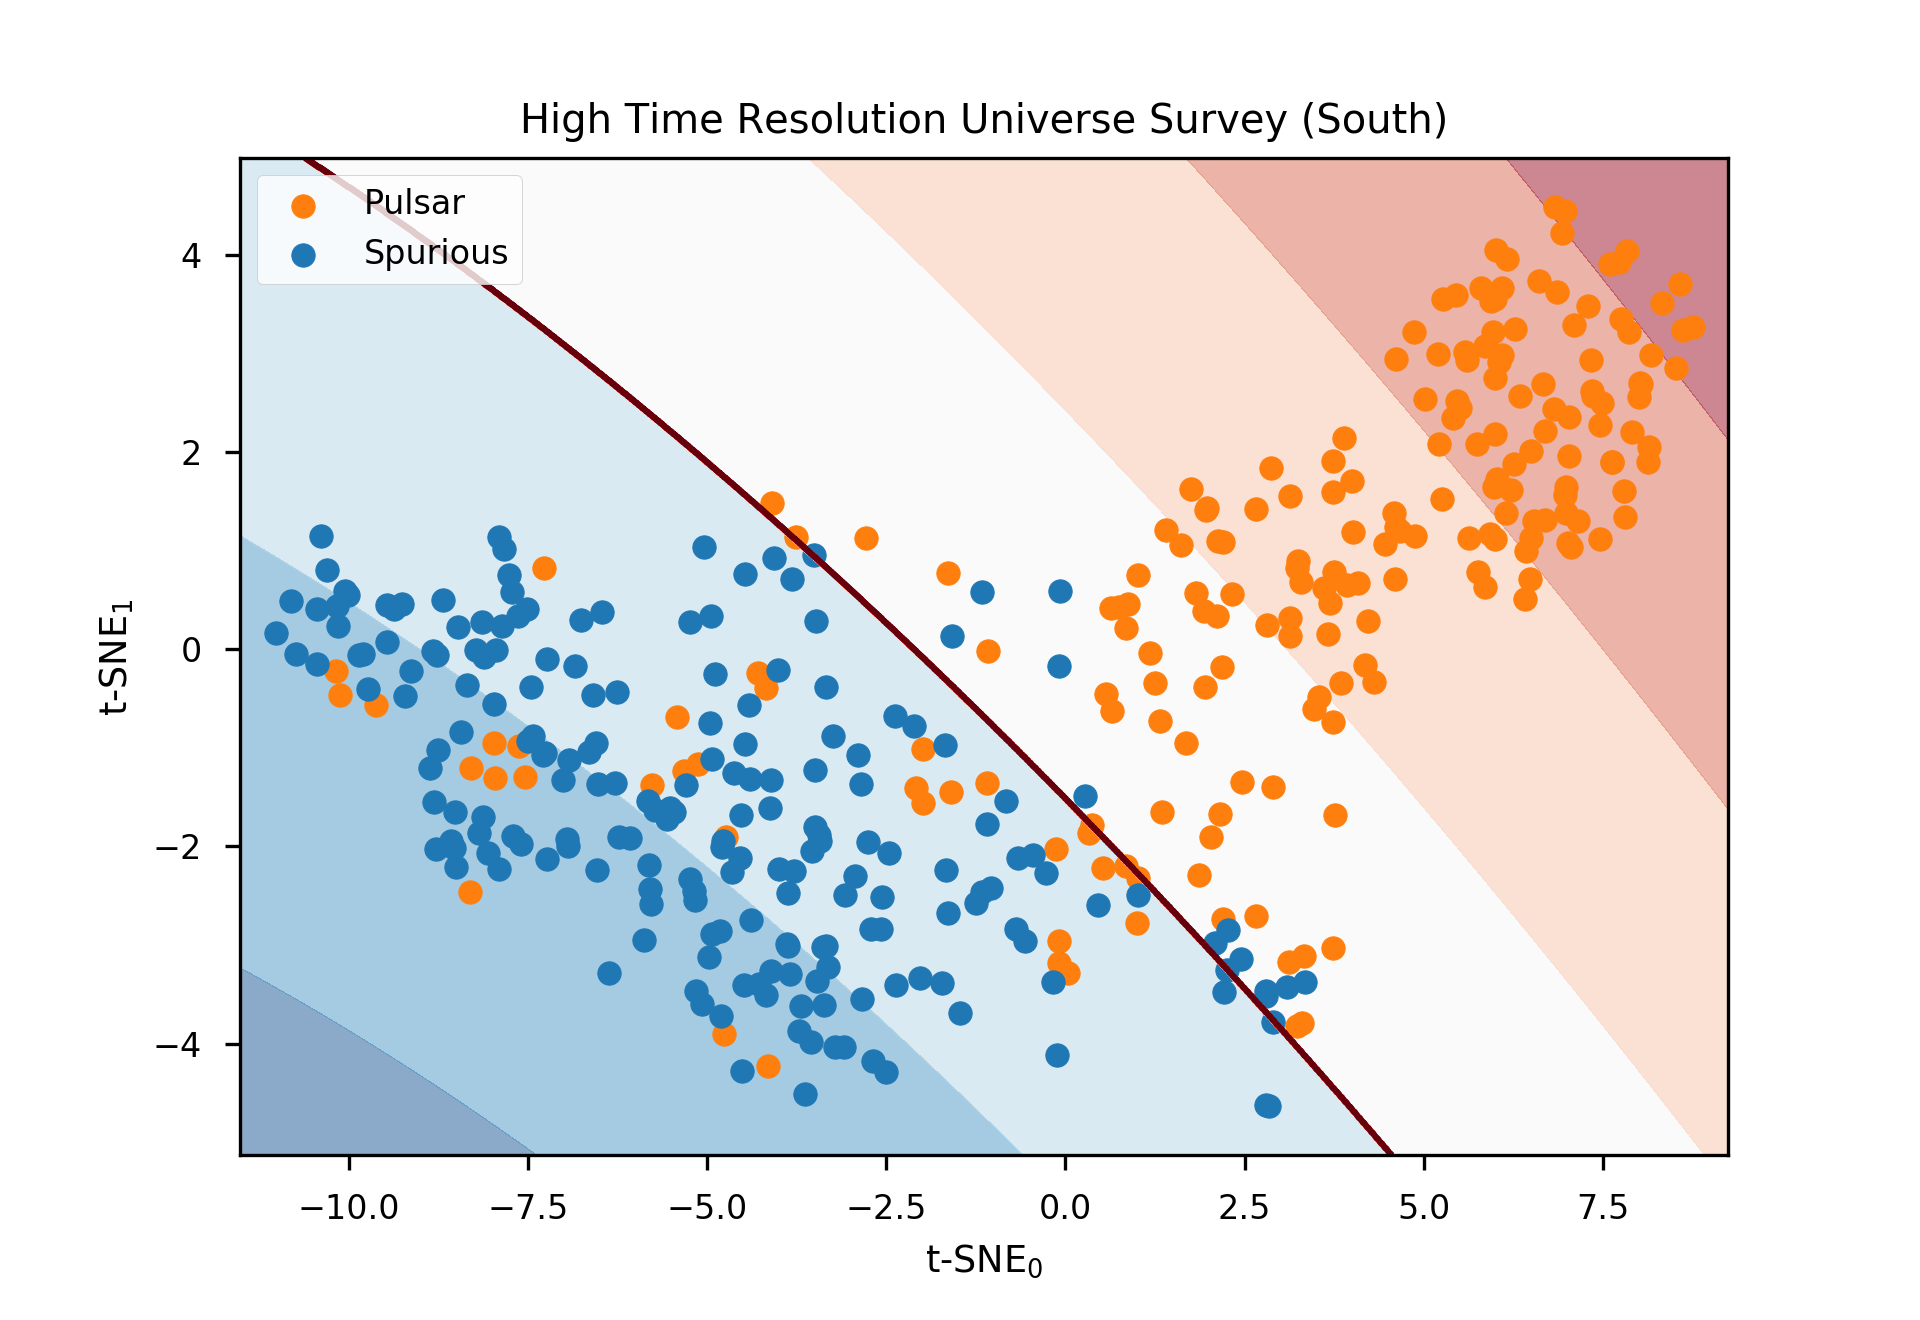 High Time Resolution Universe Survey (South)
Pulsar
Spurious
4
2
0
−2
−4
t-SNE₁
−10.0 −7.5 −5.0 −2.5 0.0 2.5 5.0 7.5
t-SNE₀